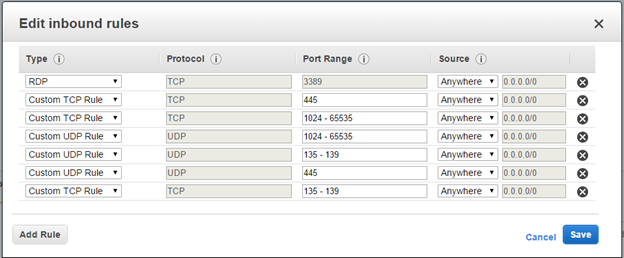 Edit inbound rules ×
Type i Protocol i Port Range i Source i
RDP TCP 3389 Anywhere 0.0.0.0/0
Custom TCP Rule TCP 445 Anywhere 0.0.0.0/0
Custom TCP Rule TCP 1024 - 65535 Anywhere 0.0.0.0/0
Custom UDP Rule UDP 1024 - 65535 Anywhere 0.0.0.0/0
Custom UDP Rule UDP 135 - 139 Anywhere 0.0.0.0/0
Custom UDP Rule UDP 445 Anywhere 0.0.0.0/0
Custom TCP Rule TCP 135 - 139 Anywhere 0.0.0.0/0
Add Rule Cancel Save